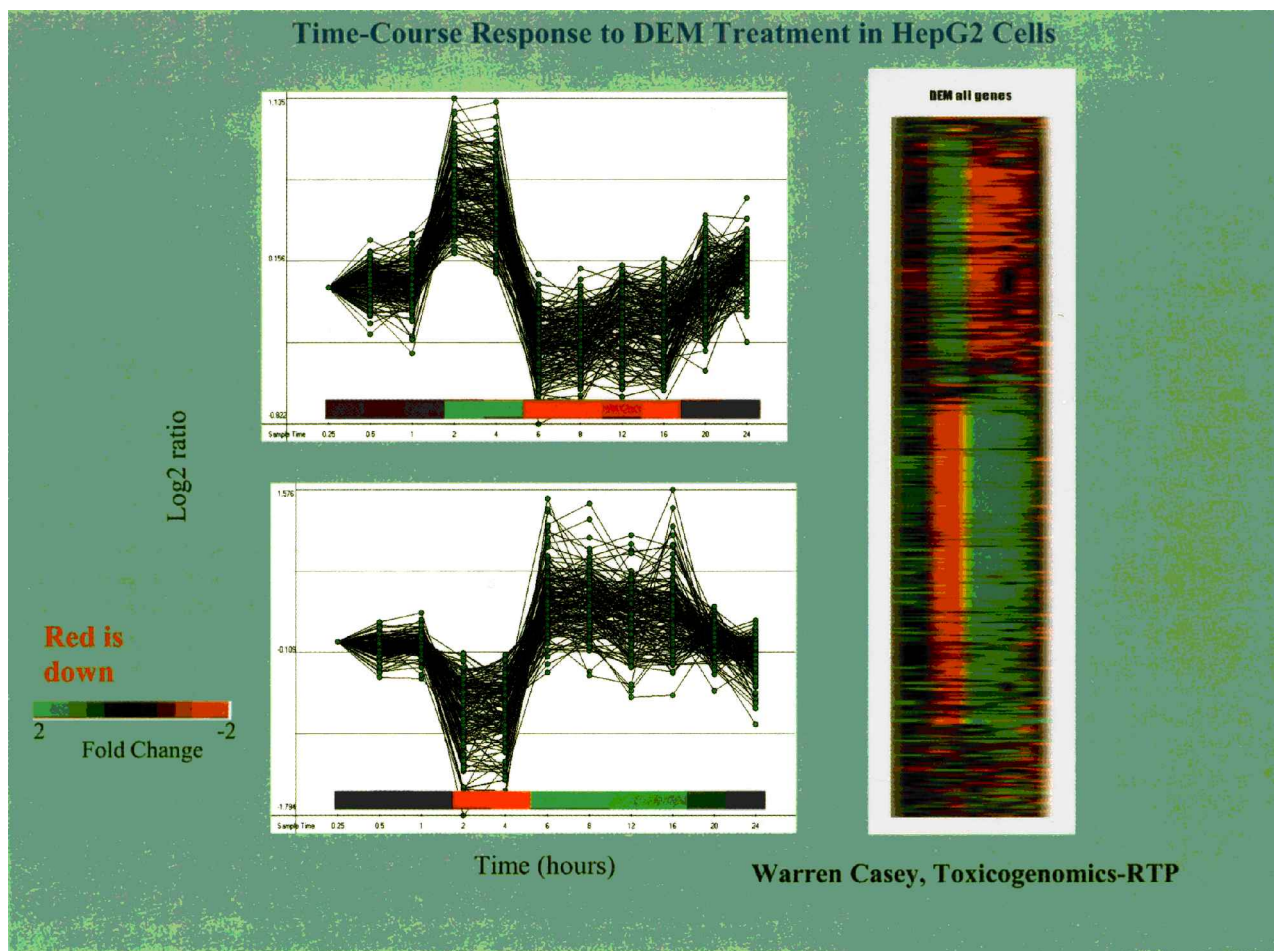 Time-Course Response to DEM Treatment in HepG2 Cells
DEM all genes
1.135
0.156
-0.822
Sample Time 0.25 0.5 1 2 4 6 8 12 16 20 24
Log2 ratio
1.576
-0.109
-1.794
Sample Time 0.25 0.5 1 2 4 6 8 12 16 20 24
Red is
down
2 -2
Fold Change
Time (hours)
Warren Casey, Toxicogenomics-RTP